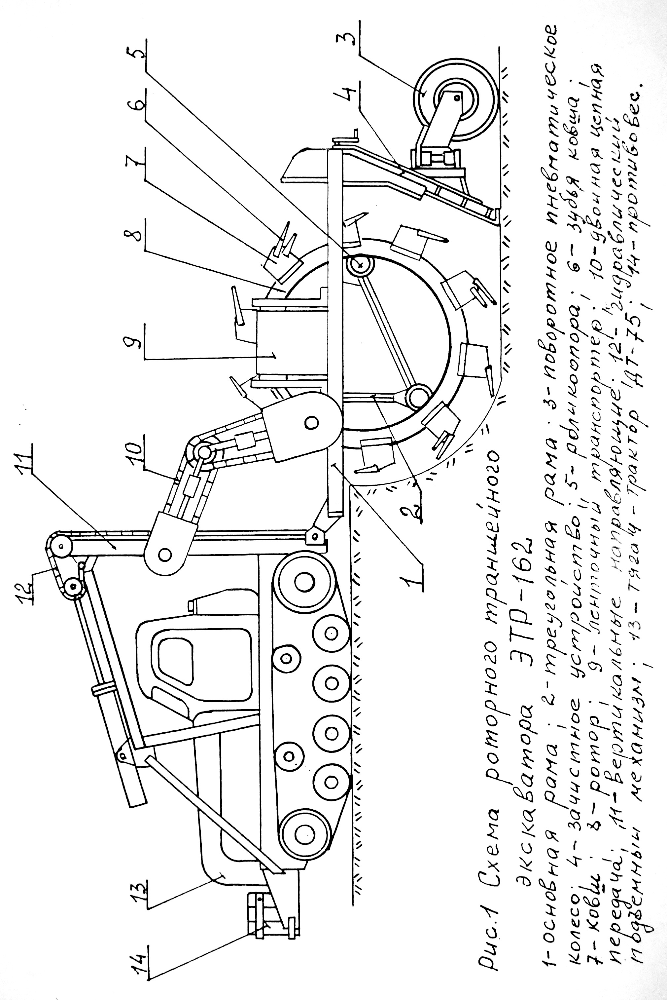 5
6
7
8
9
10
11
12
3
4
13
14
2
1
Рис.1 Схема роторного траншейного
экскаватора ЭТР-162
1-основная рама; 2-треугольная рама; 3-поворотное пневматическое
колесо; 4-зачистное устройство; 5-роликоопора; 6-зубья ковша;
7-ковш; 8-ротор; 9-ленточный транспортер; 10-двойная цепная
передача; 11-вертикальные направляющие; 12-гидравлический
подъемный механизм; 13-тягач-трактор ДТ-75; 14-противовес.